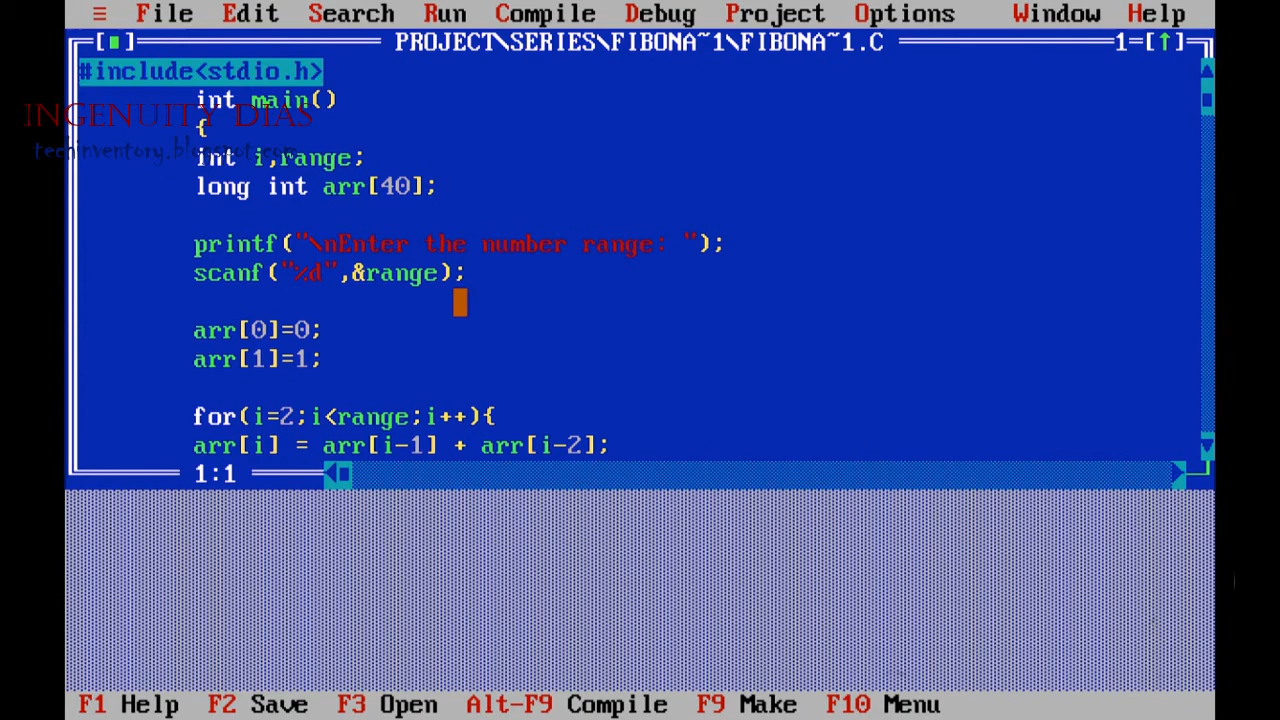 ≡ File Edit Search Run Compile Debug Project Options Window Help
[■] PROJECT\SERIES\FIBONA~1\FIBONA~1.C 1=[↑]
#include<stdio.h>
int main()
INGENUITY DIAS
{
techinventory.blogspot.com
int i,range;
long int arr[40];
printf("\nEnter the number range: ");
scanf("%d",&range);
arr[0]=0;
arr[1]=1;
for(i=2;i<range;i++){
arr[i] = arr[i-1] + arr[i-2];
1:1
F1 Help F2 Save F3 Open Alt-F9 Compile F9 Make F10 Menu